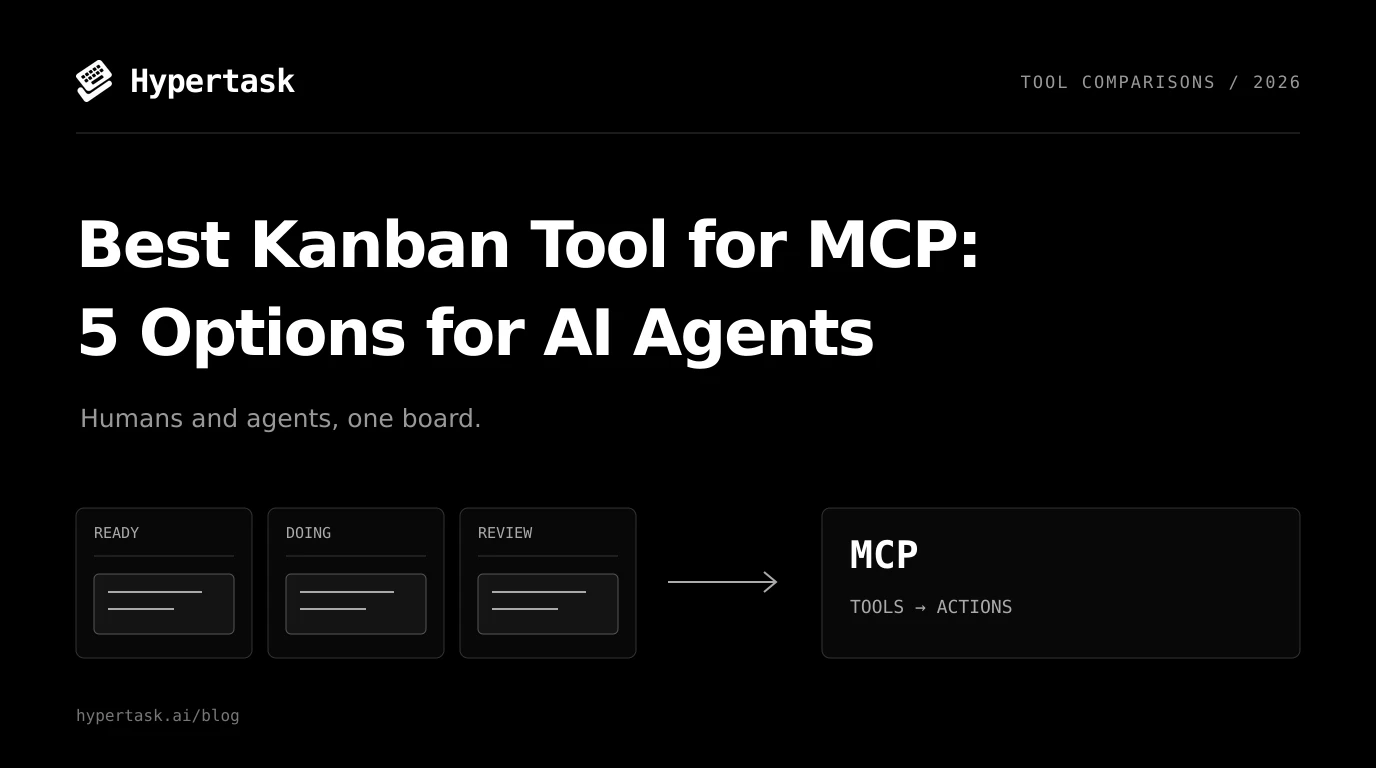 Hypertask
TOOL COMPARISONS / 2026
Best Kanban Tool for MCP:
5 Options for AI Agents
Humans and agents, one board.
READY
DOING
REVIEW
MCP
TOOLS → ACTIONS
hypertask.ai/blog